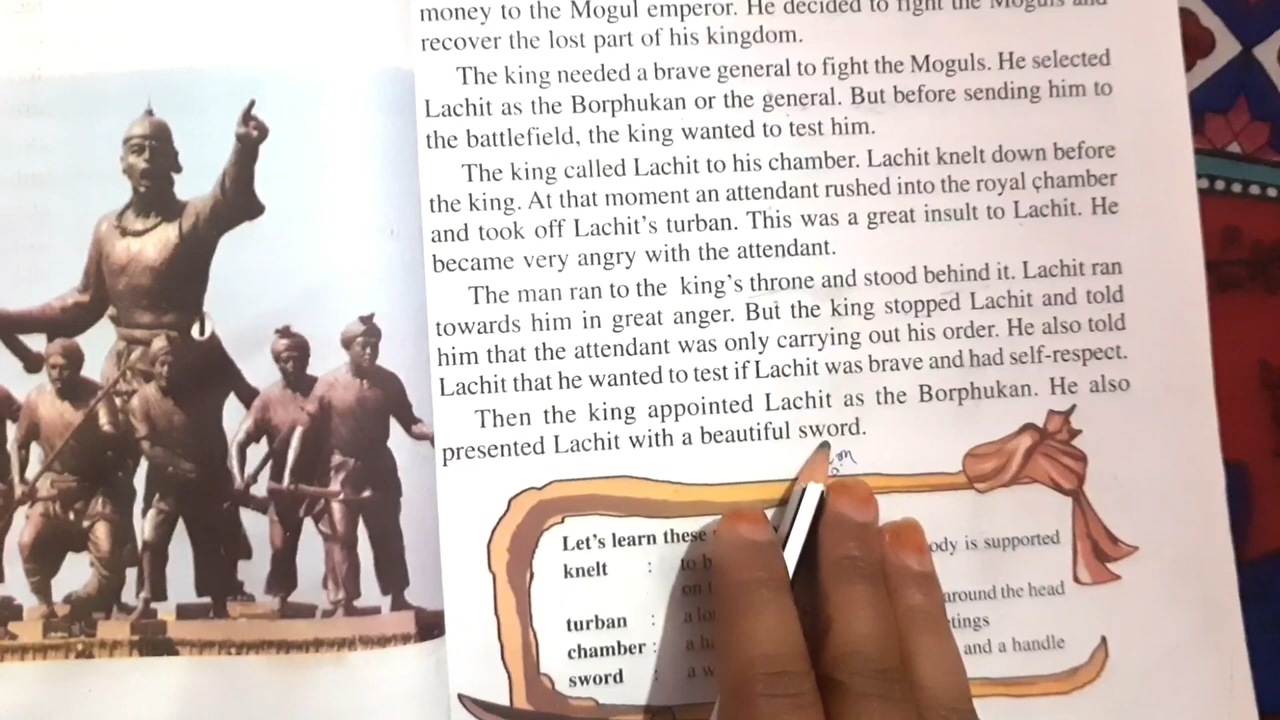 money to the Mogul emperor. He decided to fight the Moguls and
recover the lost part of his kingdom.
The king needed a brave general to fight the Moguls. He selected
Lachit as the Borphukan or the general. But before sending him to
the battlefield, the king wanted to test him.
The king called Lachit to his chamber. Lachit knelt down before
the king. At that moment an attendant rushed into the royal chamber
and took off Lachit's turban. This was a great insult to Lachit. He
became very angry with the attendant.
The man ran to the king's throne and stood behind it. Lachit ran
towards him in great anger. But the king stopped Lachit and told
him that the attendant was only carrying out his order. He also told
Lachit that he wanted to test if Lachit was brave and had self-respect.
Then the king appointed Lachit as the Borphukan. He also
presented Lachit with a beautiful sword.
Let's learn these
knelt : to b ody is supported
on
turban : a lo around the head
tings
chamber : a and a handle
sword : a w